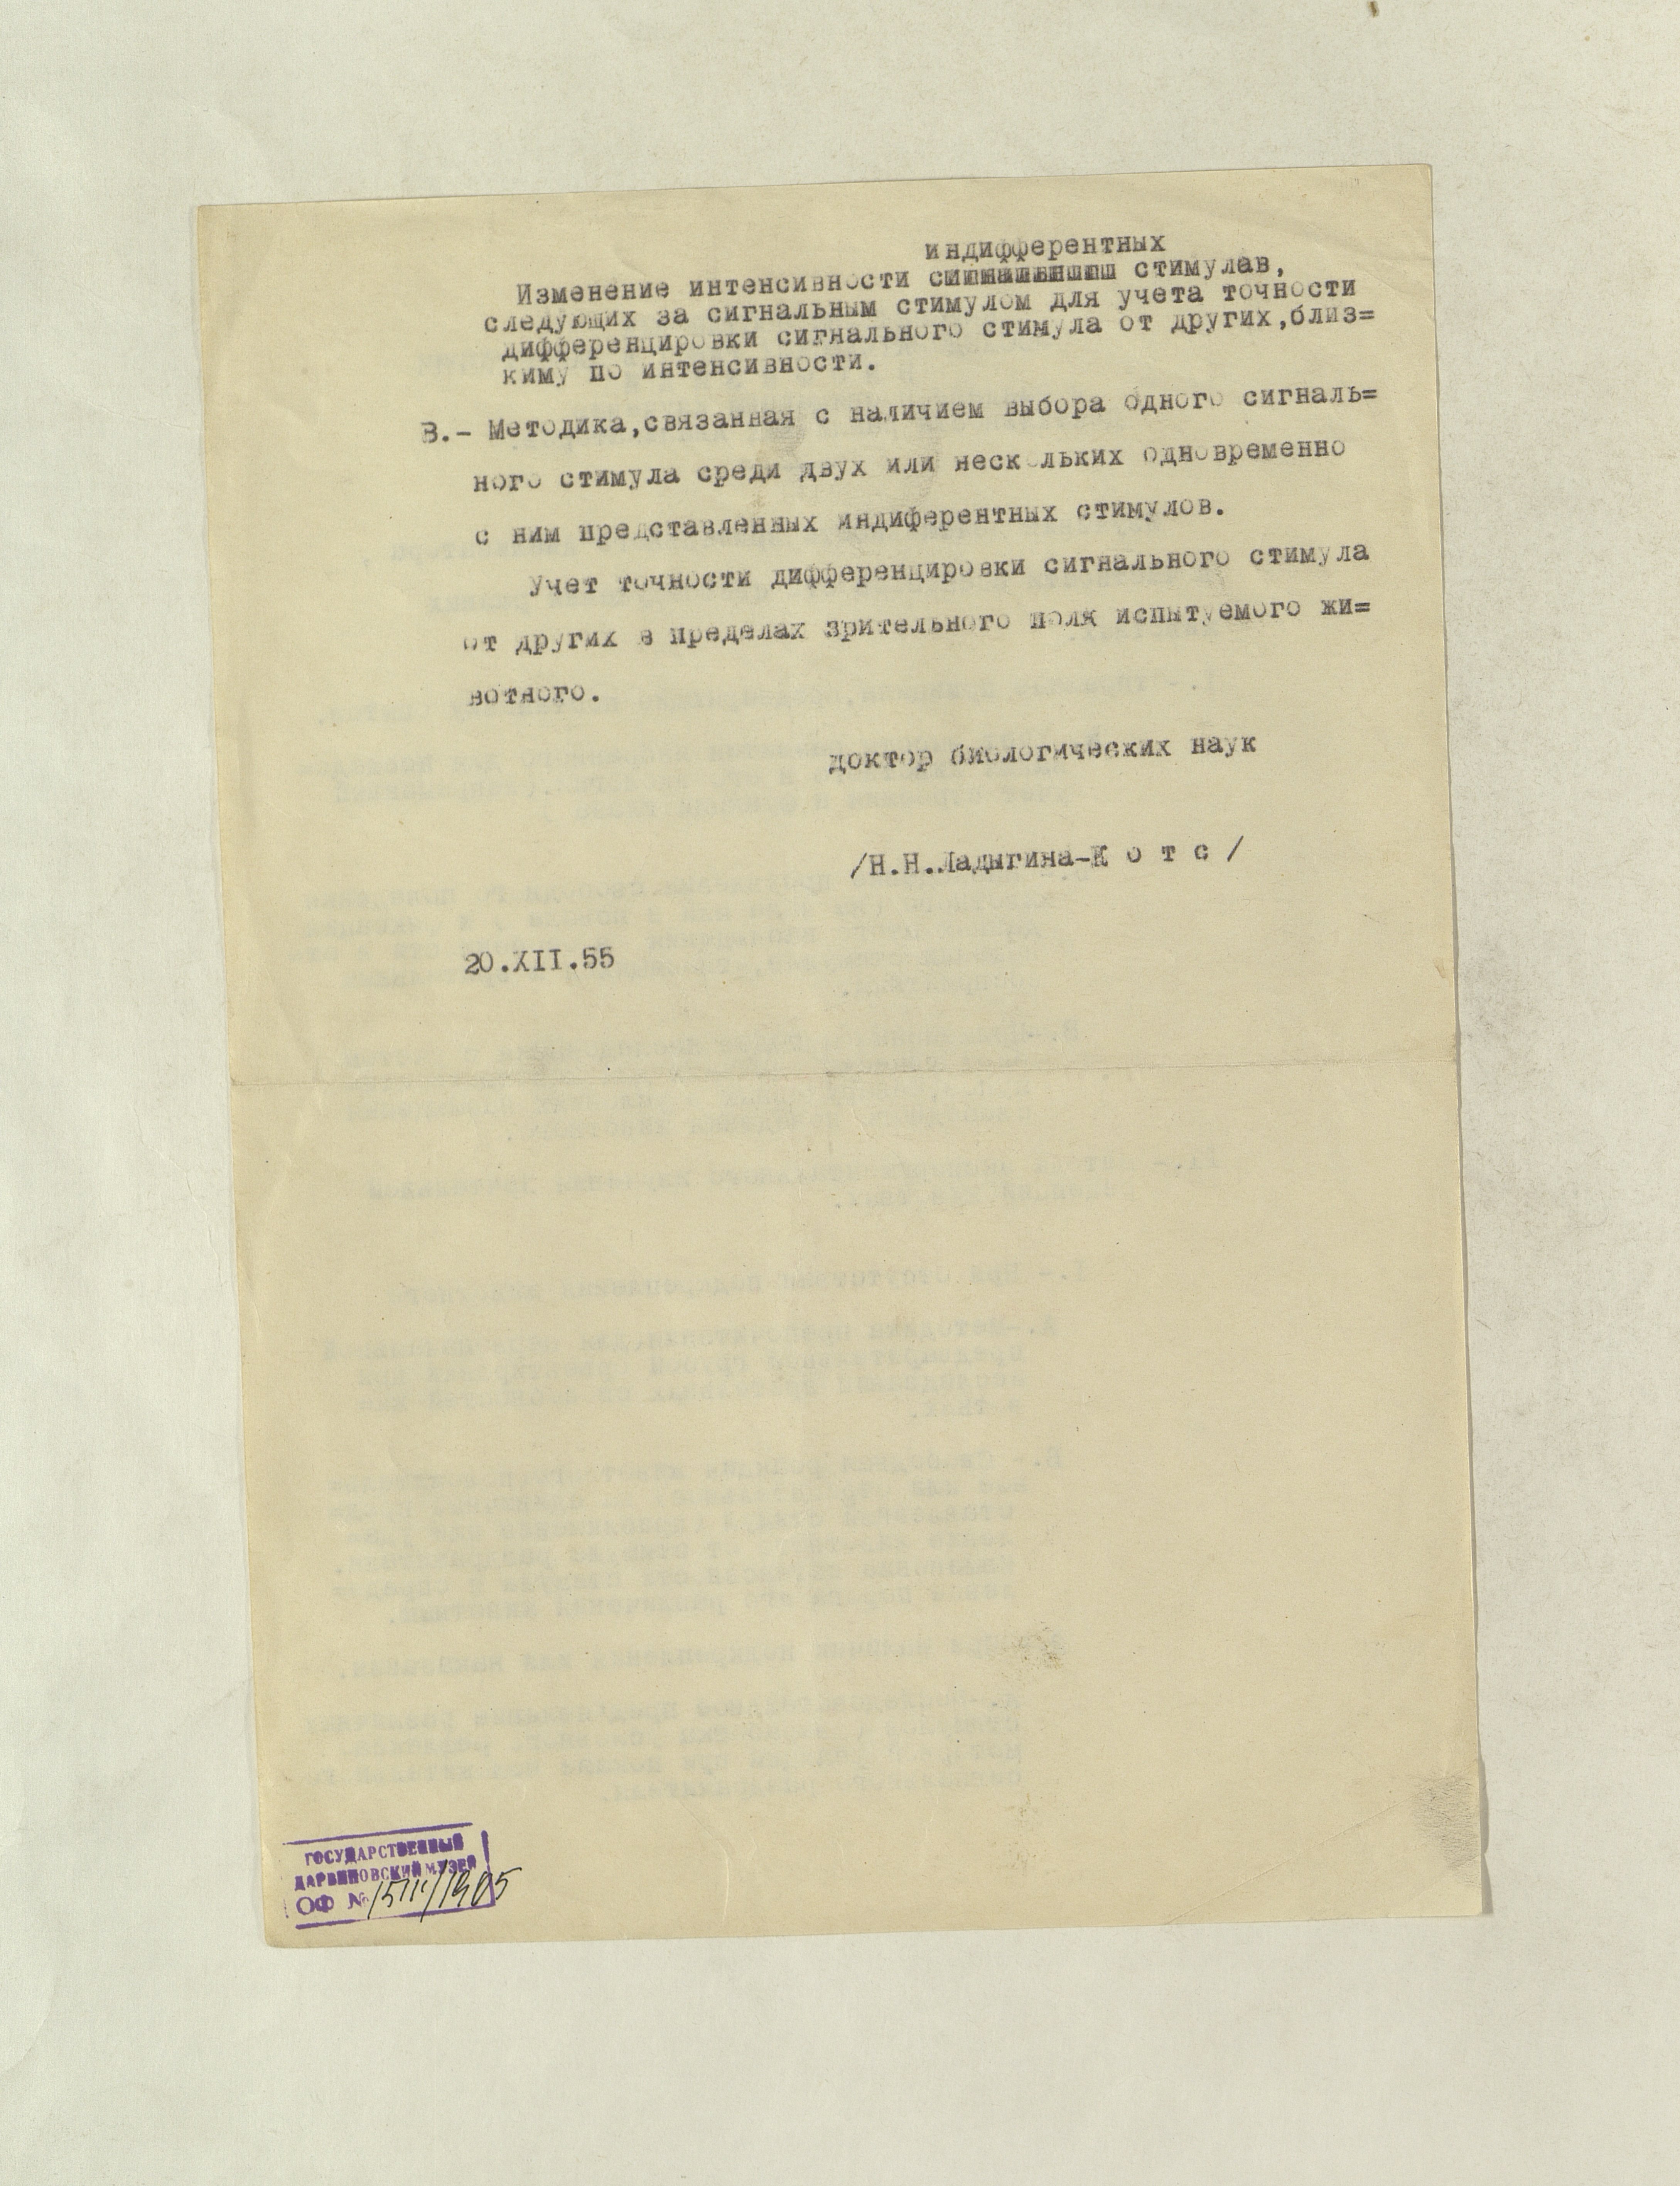 индифферентных
Изменение интенсивности стимулав,
следующих за сигнальным стимулом для учета точности
дифференцировки сигнального стимула от других,близ=
киму по интенсивности.
В.- Методика,связанная с наличием выбора одного сигналь=
ного стимула среди двух или нескольких одновременно
с ним представленных индиферентных стимулов.
Учет точности дифференцировки сигнального стимула
от других в пределах зрительного поля испытуемого жи=
вотного.
доктор биологических наук
/Н.Н.Ладыгина-К о т с /
20.XII.55
ГОСУДАРСТВЕННЫЙ
ДАРВИНОВСКИЙ МУЗЕЙ
ОФ №